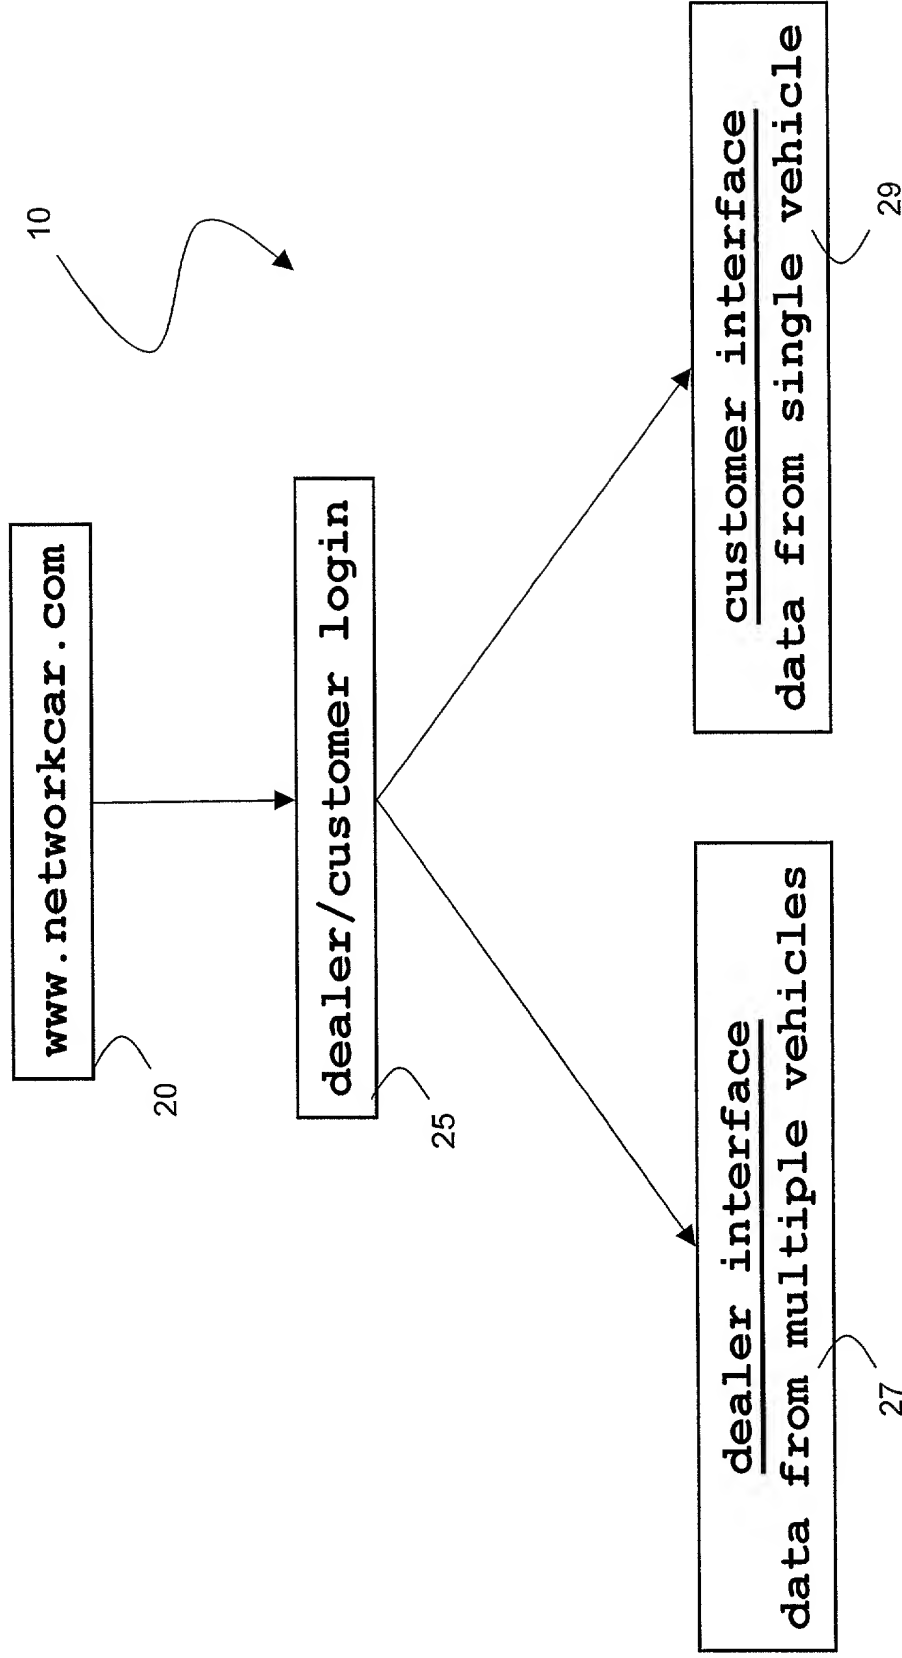 10
www.networkcar.com
20
dealer/customer login
25
dealer interface
data from multiple vehicles
27
customer interface
data from single vehicle
29